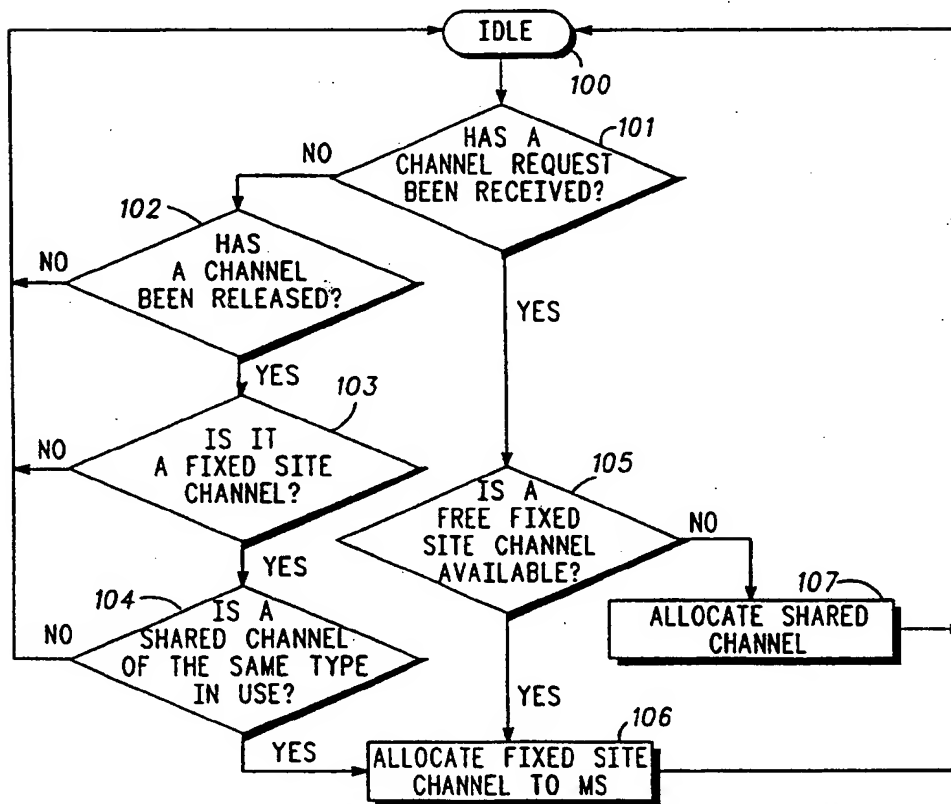 IDLE
100
HAS A
CHANNEL REQUEST
BEEN RECEIVED?
101
NO
102
HAS
A CHANNEL
BEEN RELEASED?
NO
YES
YES
103
IS IT
A FIXED SITE
CHANNEL?
NO
105
IS A
FREE FIXED
SITE CHANNEL
AVAILABLE?
NO
YES
104
IS A
SHARED CHANNEL
OF THE SAME TYPE
IN USE?
NO
107
ALLOCATE SHARED
CHANNEL
YES
YES
106
ALLOCATE FIXED SITE
CHANNEL TO MS